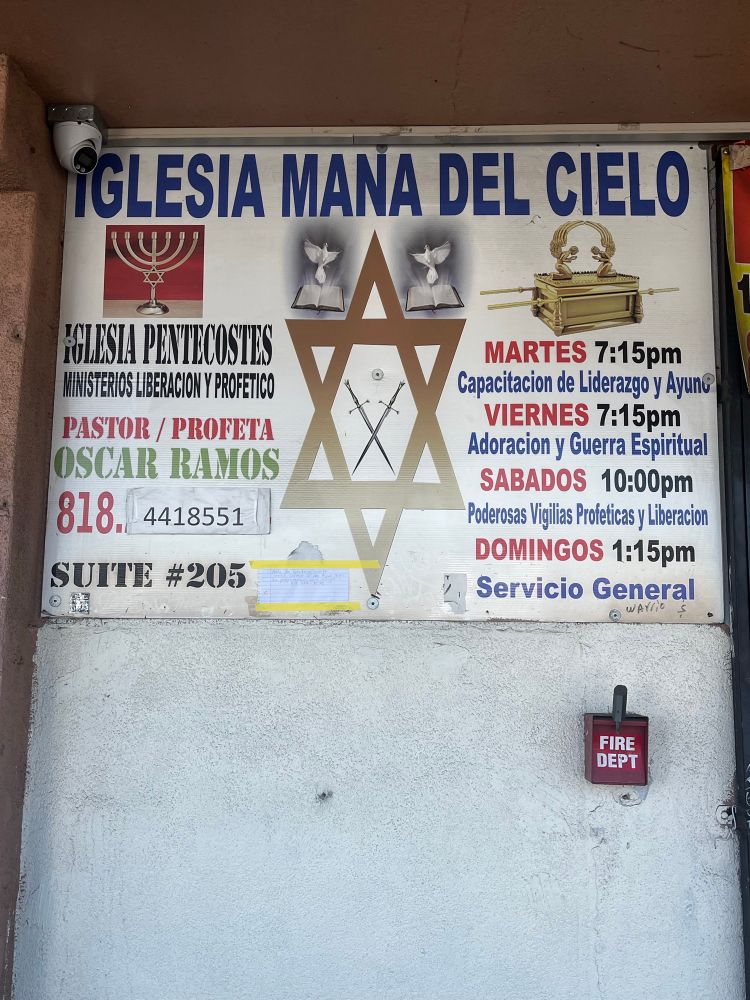 IGLESIA MANA DEL CIELO
IGLESIA PENTECOSTES
MINISTERIOS LIBERACION Y PROFETICO
PASTOR / PROFETA
OSCAR RAMOS
818. 4418551
SUITE #205
MARTES 7:15pm
Capacitacion de Liderazgo y Ayuno
VIERNES 7:15pm
Adoracion y Guerra Espiritual
SABADOS 10:00pm
Poderosas Vigilias Profeticas y Liberacion
DOMINGOS 1:15pm
Servicio General
FIRE
DEPT